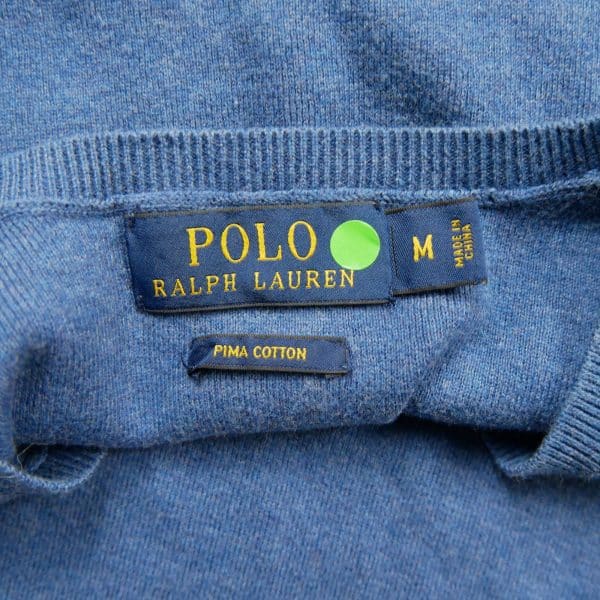 POLO
RALPH LAUREN
M
MADE IN
CHINA
PIMA COTTON